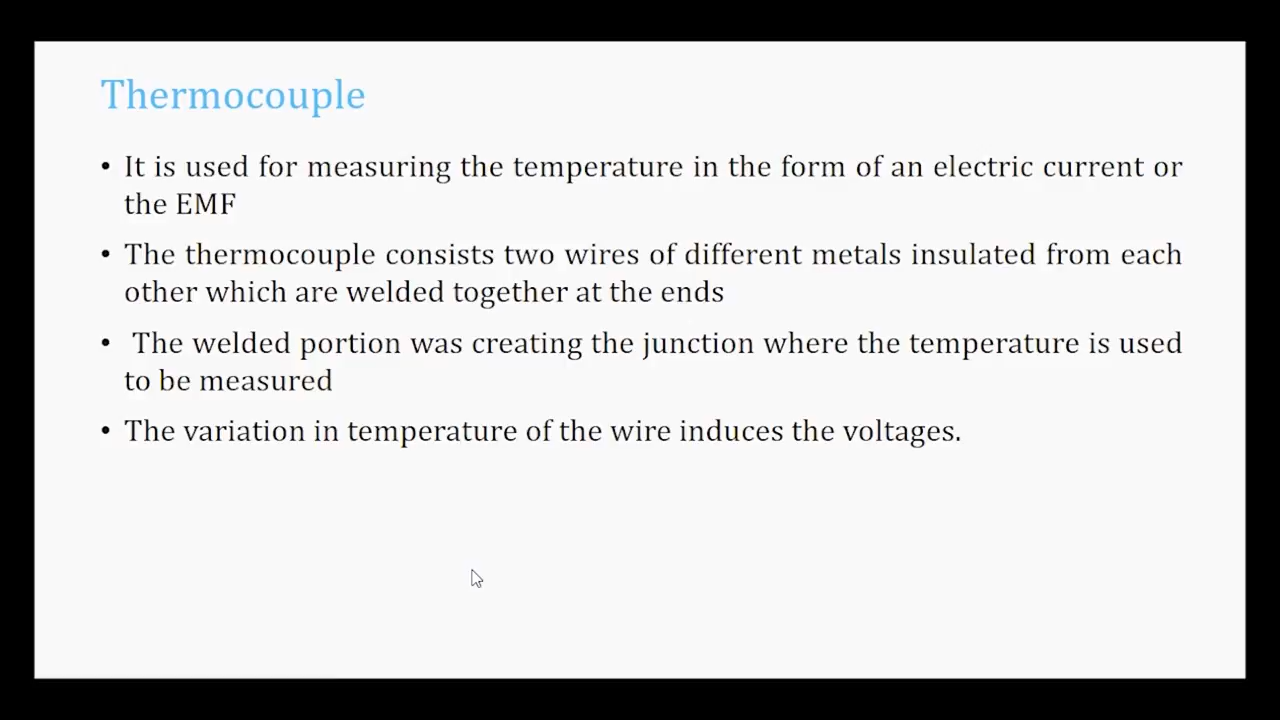 Thermocouple
• It is used for measuring the temperature in the form of an electric current or
the EMF
• The thermocouple consists two wires of different metals insulated from each
other which are welded together at the ends
• The welded portion was creating the junction where the temperature is used
to be measured
• The variation in temperature of the wire induces the voltages.